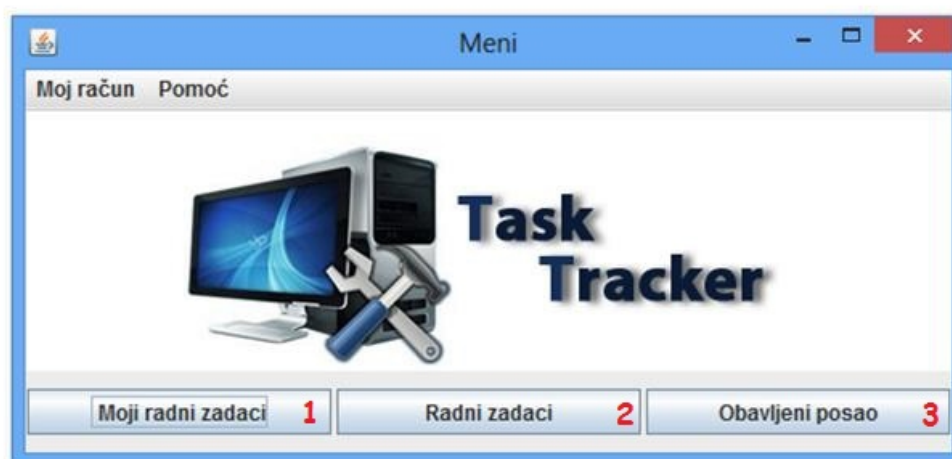 Meni
Moj račun Pomoć
Task
Tracker
Moji radni zadaci 1 Radni zadaci 2 Obavljeni posao 3